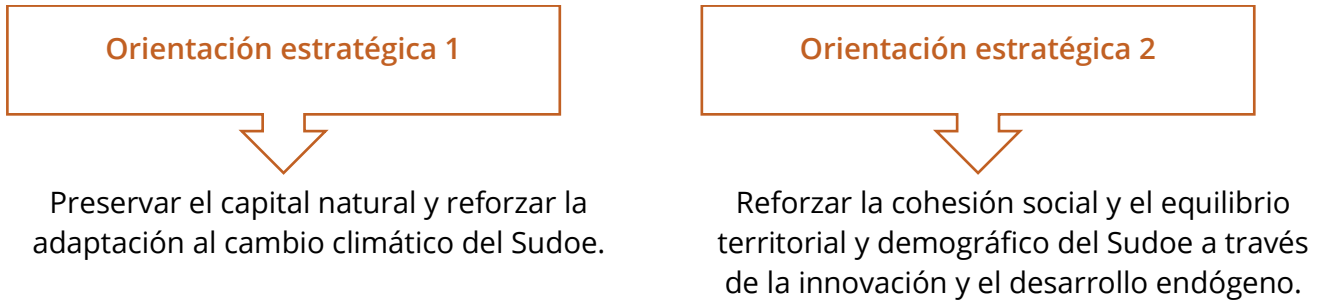 Orientación estratégica 1
Preservar el capital natural y reforzar la
adaptación al cambio climático del Sudoe.
Orientación estratégica 2
Reforzar la cohesión social y el equilibrio
territorial y demográfico del Sudoe a través
de la innovación y el desarrollo endógeno.